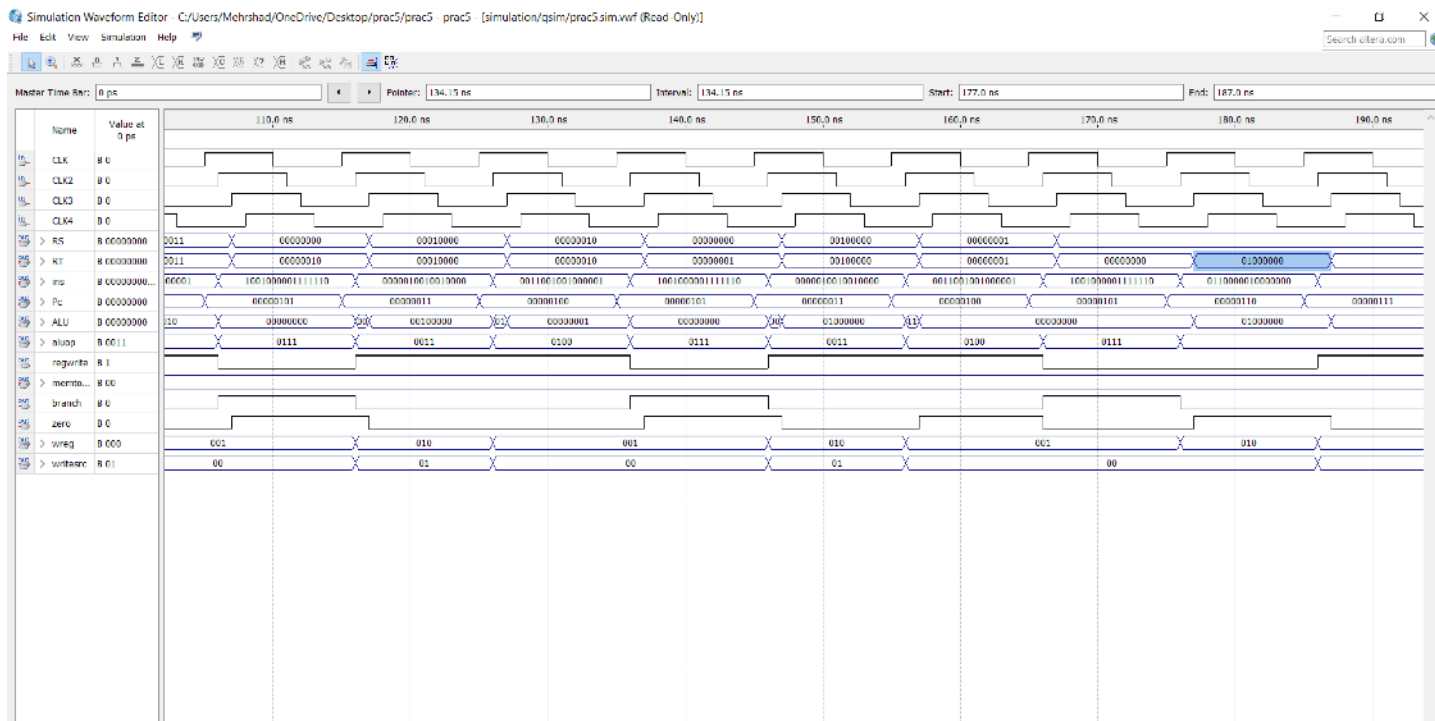 Simulation Waveform Editor - C:/Users/Mehrshad/OneDrive/Desktop/prac5/prac5 - prac5 - [simulation/qsim/prac5.sim.vwf (Read-Only)]
File Edit View Simulation Help
Search altera.com
Master Time Bar: 0 ps Pointer: 134.15 ns Interval: 134.15 ns Start: 177.0 ns End: 187.0 ns
Name Value at 0 ps 110.0 ns 120.0 ns 130.0 ns 140.0 ns 150.0 ns 160.0 ns 170.0 ns 180.0 ns 190.0 ns
CLK B 0
CLK2 B 0
CLK3 B 0
CLK4 B 0
> RS B 00000000 0011 00000000 00010000 00000010 00000000 00100000 00000001
> RT B 00000000 0011 00000010 00010000 00000010 00000001 00100000 00000001 00000000 01000000
> ins B 00000000... 00001 1001000001111110 0000010010010000 0011001001000001 1001000001111110 0000010010010000 0011001001000001 1001000001111110 0110000010000000
> Pc B 00000000 00000101 00000011 00000100 00000101 00000011 00000100 00000101 00000110 00000111
> ALU B 00000000 10 00000000 00100000 00000001 00000000 01000000 00000000 01000000
> aluop B 0011 0111 0011 0100 0111 0011 0100 0111
regwrite B 1
> memto... B 00
branch B 0
zero B 0
> wreg B 000 001 010 001 010 001 010
> writesrc B 01 00 01 00 01 00